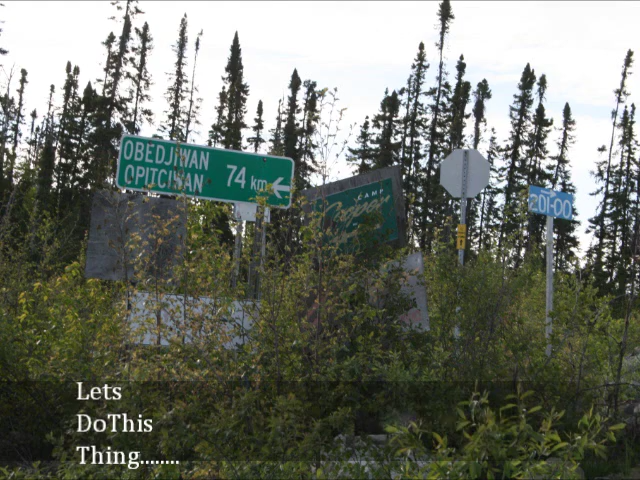 OBEDJIWAN
OPITCIWAN
74 km
CAMP
201-00
Lets
DoThis
Thing........